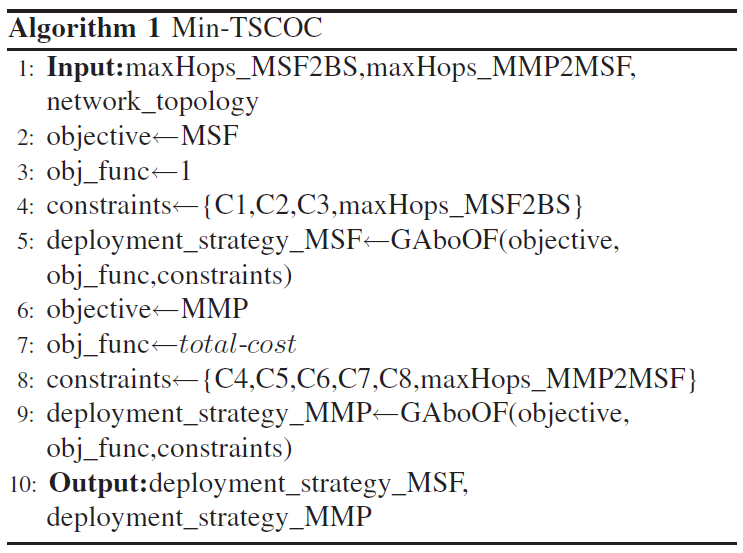 Algorithm 1 Min-TSCOC
1: Input:maxHops_MSF2BS,maxHops_MMP2MSF,
network_topology
2: objective←MSF
3: obj_func←1
4: constraints←{C1,C2,C3,maxHops_MSF2BS}
5: deployment_strategy_MSF←GAboOF(objective,
obj_func,constraints)
6: objective←MMP
7: obj_func←total-cost
8: constraints←{C4,C5,C6,C7,C8,maxHops_MMP2MSF}
9: deployment_strategy_MMP←GAboOF(objective,
obj_func,constraints)
10: Output:deployment_strategy_MSF,
deployment_strategy_MMP